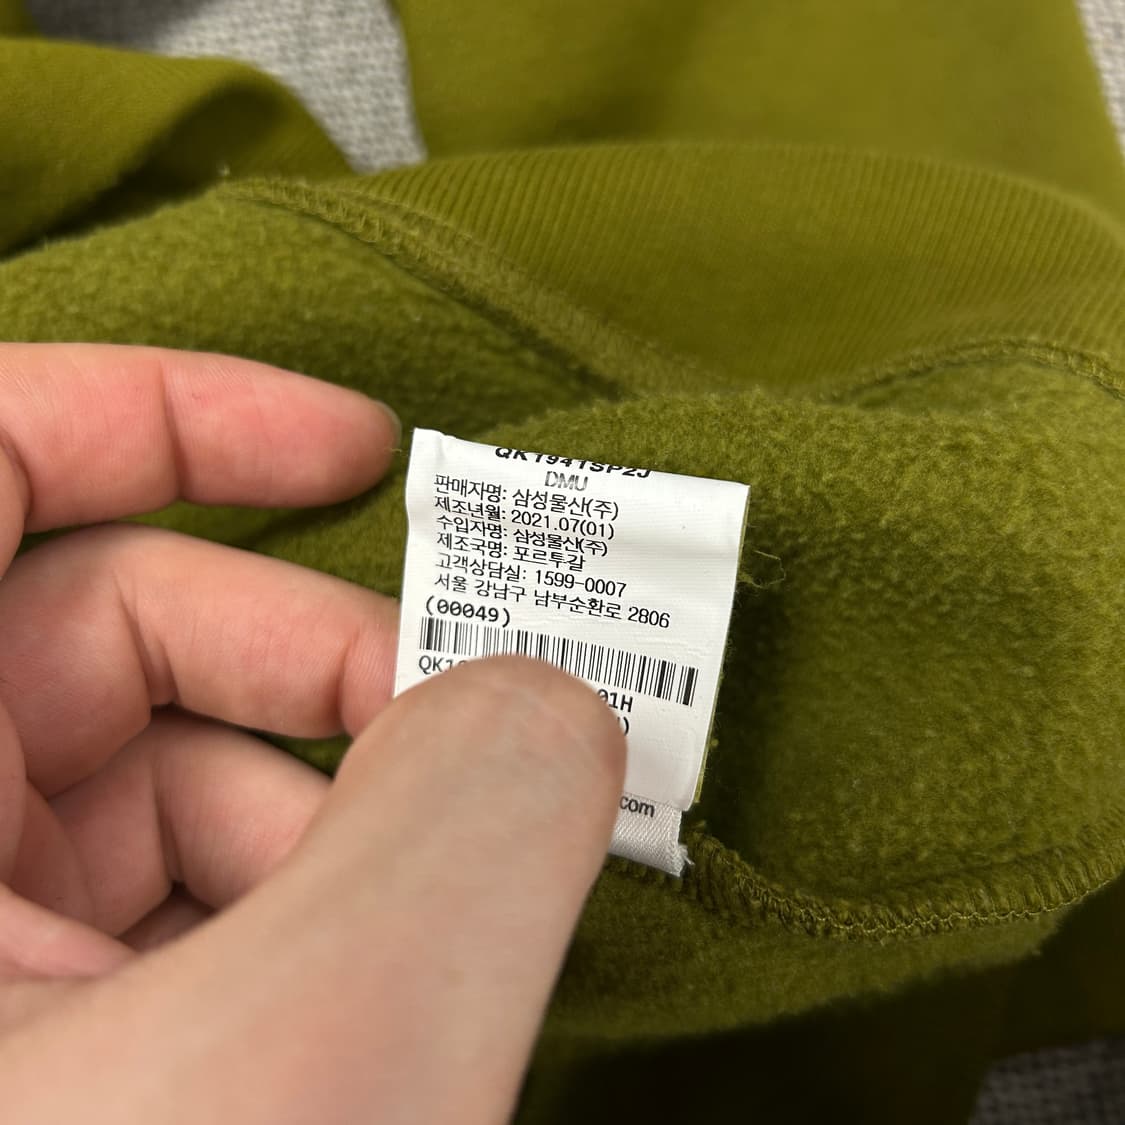 QK1941SP2J
DMU
판매자명: 삼성물산(주)
제조년월: 2021.07(01)
수입자명: 삼성물산(주)
제조국명: 포르투갈
고객상담실: 1599-0007
서울 강남구 남부순환로 2806
(00049)